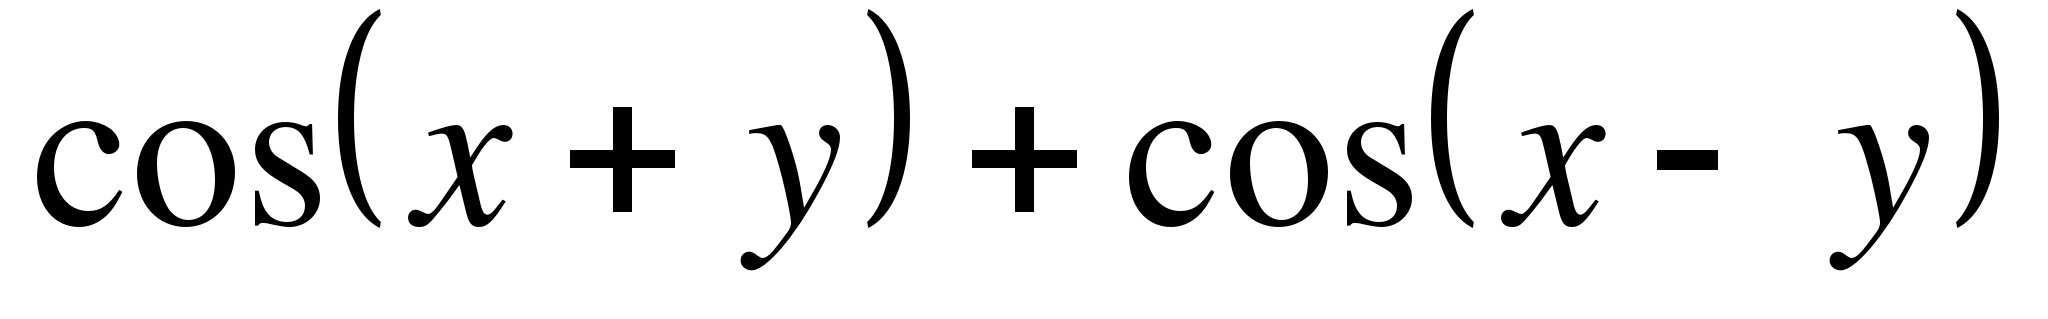 cos(x + y) + cos(x - y)